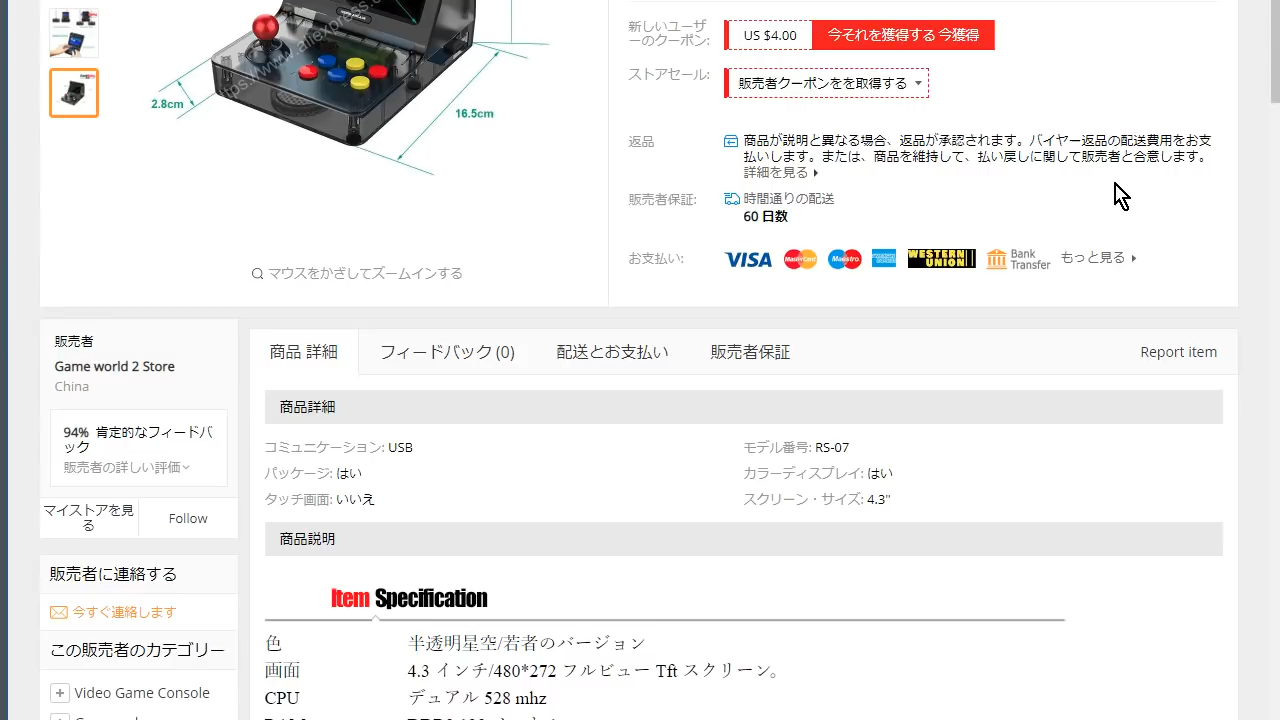 2.8cm
16.5cm
マウスをかざしてズームインする
新しいユーザ
ーのクーポン:
US $4.00
今それを獲得する 今獲得
ストアセール:
販売者クーポンをを取得する
返品
商品が説明と異なる場合、返品が承認されます。バイヤー返品の配送費用をお支
払いします。または、商品を維持して、払い戻しに関して販売者と合意します。
詳細を見る
販売者保証:
時間通りの配送
60 日数
お支払い:
VISA
MasterCard
Maestro
WESTERN
UNION
Bank
Transfer
もっと見る
販売者
Game world 2 Store
China
94% 肯定的なフィードバ
ック
販売者の詳しい評価
マイストアを見
る
Follow
販売者に連絡する
今すぐ連絡します
この販売者のカテゴリー
Video Game Console
商品 詳細
フィードバック (0)
配送とお支払い
販売者保証
Report item
商品詳細
コミュニケーション: USB
モデル番号: RS-07
パッケージ: はい
カラーディスプレイ: はい
タッチ画面: いいえ
スクリーン・サイズ: 4.3"
商品説明
Item Specification
色 半透明星空/若者のバージョン
画面 4.3 インチ/480*272 フルビュー Tft スクリーン。
CPU デュアル 528 mhz